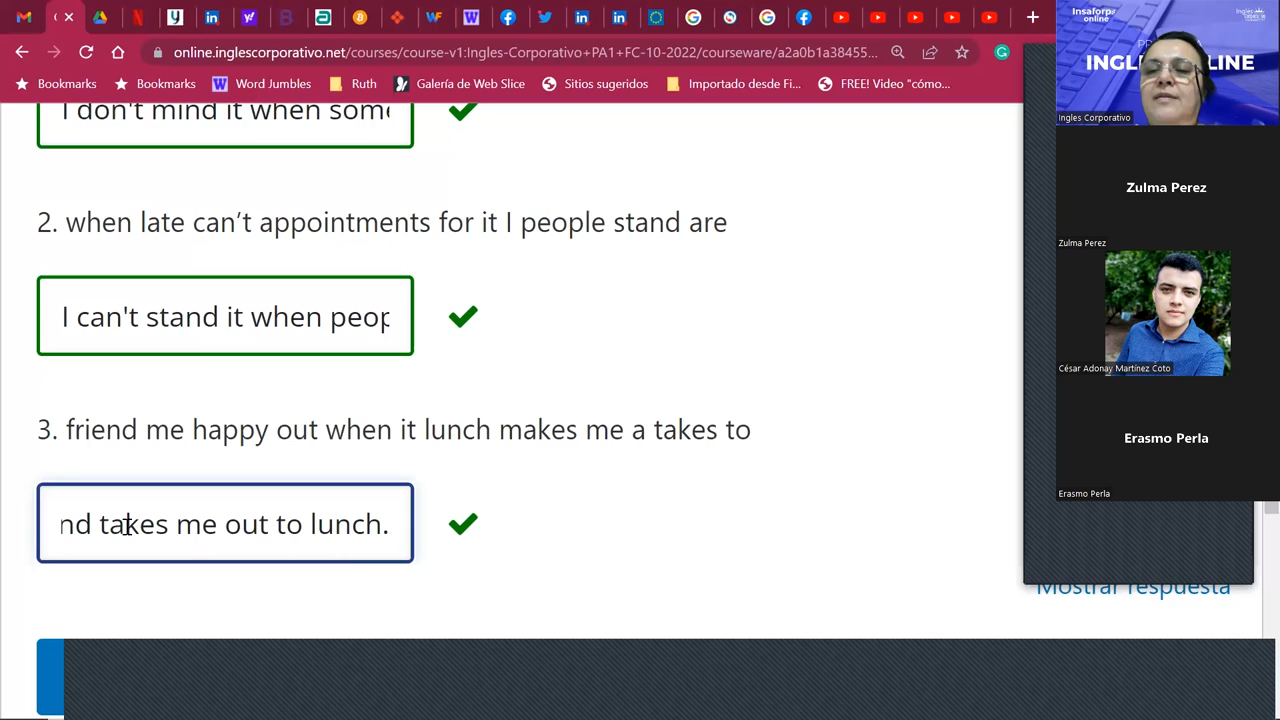 online.inglescorporativo.net/courses/course-v1:Ingles-Corporativo+PA1+FC-10-2022/courseware/a2a0b1a38455...
Bookmarks
Bookmarks
Word Jumbles
Ruth
Galería de Web Slice
Sitios sugeridos
Importado desde Fi...
FREE! Video "cómo...
I don't mind it when some
2. when late can't appointments for it I people stand are
I can't stand it when peop
3. friend me happy out when it lunch makes me a takes to
nd takes me out to lunch.
Mostrar respuesta
Insaforp
online
Inglés
INGL
LINE
Ingles Corporativo
Zulma Perez
Zulma Perez
César Adonay Martínez Coto
Erasmo Perla
Erasmo Perla